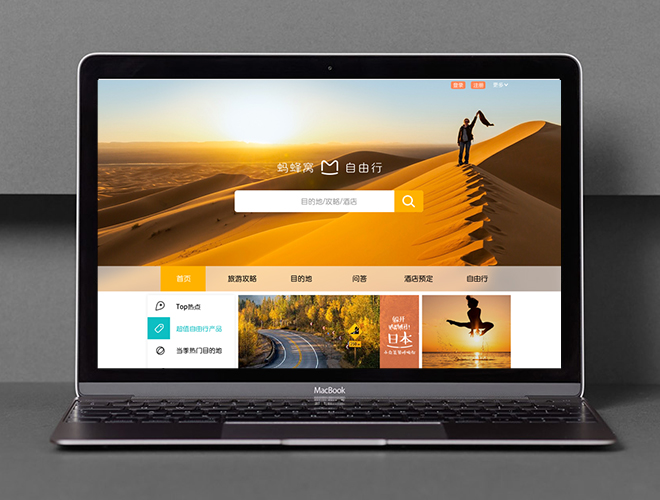 登录 注册 更多
蚂蜂窝 自由行
目的地/攻略/酒店
首页 旅游攻略 目的地 问答 酒店预定 自由行
Top热点
超值自由行产品
当季热门目的地
日本
MacBook